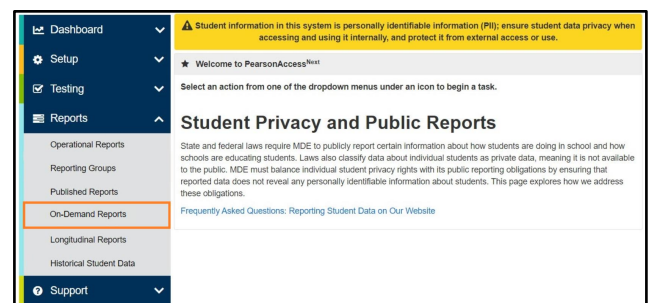 Dashboard
Setup
Testing
Reports
Operational Reports
Reporting Groups
Published Reports
On-Demand Reports
Longitudinal Reports
Historical Student Data
Support
Student information in this system is personally identifiable information (PII); ensure student data privacy when
accessing and using it internally, and protect it from external access or use.
Welcome to PearsonAccessNext
Select an action from one of the dropdown menus under an icon to begin a task.
Student Privacy and Public Reports
State and federal laws require MDE to publicly report certain information about how students are doing in school and how
schools are educating students. Laws also classify data about individual students as private data, meaning it is not available
to the public. MDE must balance individual student privacy rights with its public reporting obligations by ensuring that
reported data does not reveal any personally identifiable information about students. This page explores how we address
these obligations.
Frequently Asked Questions: Reporting Student Data on Our Website